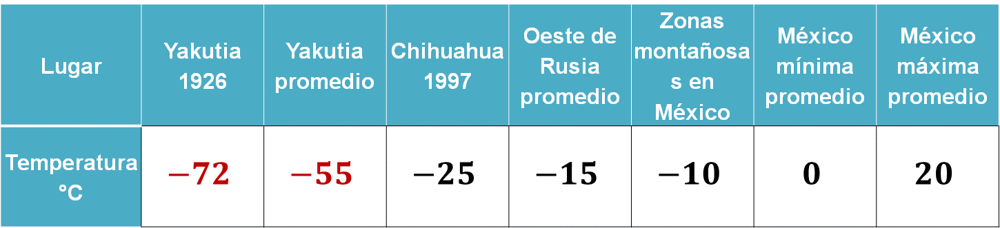 Lugar
Yakutia
1926
Yakutia
promedio
Chihuahua
1997
Oeste de
Rusia
promedio
Zonas
montañosa
s en
México
México
mínima
promedio
México
máxima
promedio
Temperatura
°C
−72
−55
−25
−15
−10
0
20